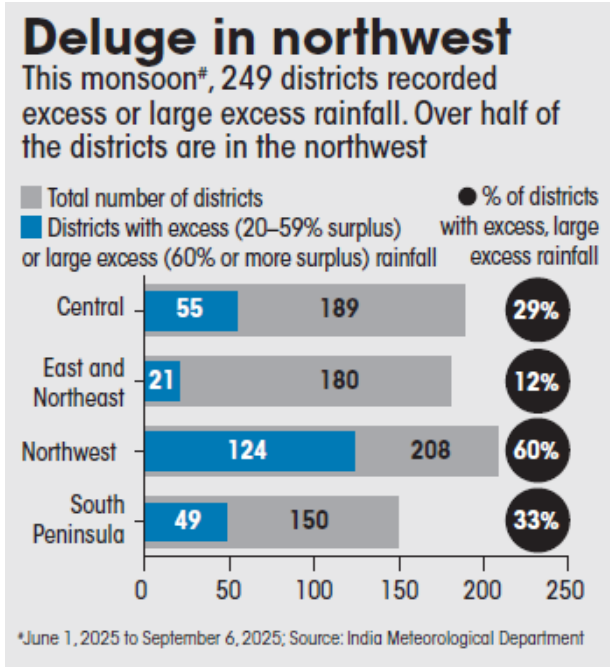 Deluge in northwest
This monsoon#, 249 districts recorded
excess or large excess rainfall. Over half of
the districts are in the northwest
Total number of districts
Districts with excess (20–59% surplus)
or large excess (60% or more surplus) rainfall
% of districts
with excess, large
excess rainfall
Central 55 189 29%
East and
Northeast 21 180 12%
Northwest 124 208 60%
South
Peninsula 49 150 33%
0 50 100 150 200 250
#June 1, 2025 to September 6, 2025; Source: India Meteorological Department